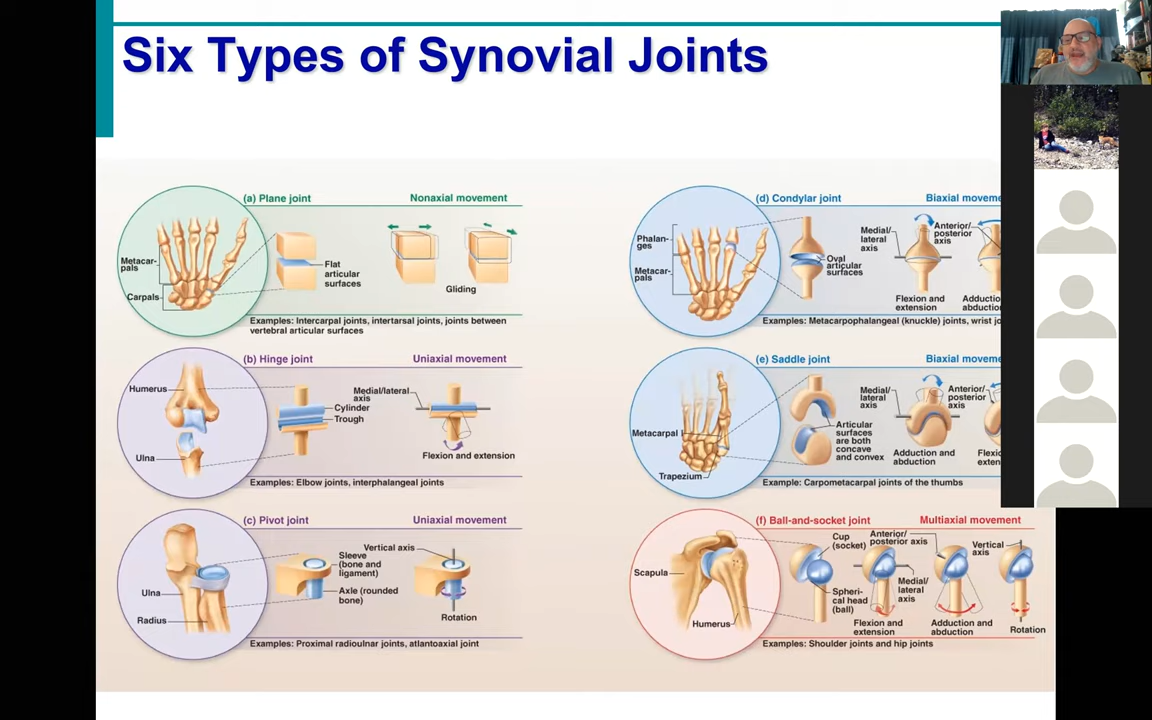 Six Types of Synovial Joints
(a) Plane joint
Nonaxial movement
Metacar-
pals
Carpals
Flat
articular
surfaces
Gliding
Examples: Intercarpal joints, intertarsal joints, joints between
vertebral articular surfaces
(b) Hinge joint
Uniaxial movement
Humerus
Ulna
Medial/lateral
axis
Cylinder
Trough
Flexion and extension
Examples: Elbow joints, interphalangeal joints
(c) Pivot joint
Uniaxial movement
Ulna
Radius
Vertical axis
Sleeve
(bone and
ligament)
Axle (rounded
bone)
Rotation
Examples: Proximal radioulnar joints, atlantoaxial joint
(d) Condylar joint
Biaxial moveme
Phalan-
ges
Metacar-
pals
Oval
articular
surfaces
Medial/
lateral
axis
Anterior/
posterior
axis
Flexion and
extension
Adductio
abductio
Examples: Metacarpophalangeal (knuckle) joints, wrist jo
(e) Saddle joint
Biaxial moveme
Metacarpal I
Trapezium
Articular
surfaces
are both
concave
and convex
Medial/
lateral
axis
Anterior/
posterior
axis
Adduction and
abduction
Flexio
exten
Example: Carpometacarpal joints of the thumbs
(f) Ball-and-socket joint
Multiaxial movement
Scapula
Humerus
Cup
(socket)
Spheri-
cal head
(ball)
Anterior/
posterior axis
Medial/
lateral
axis
Vertical
axis
Flexion and
extension
Adduction and
abduction
Rotation
Examples: Shoulder joints and hip joints